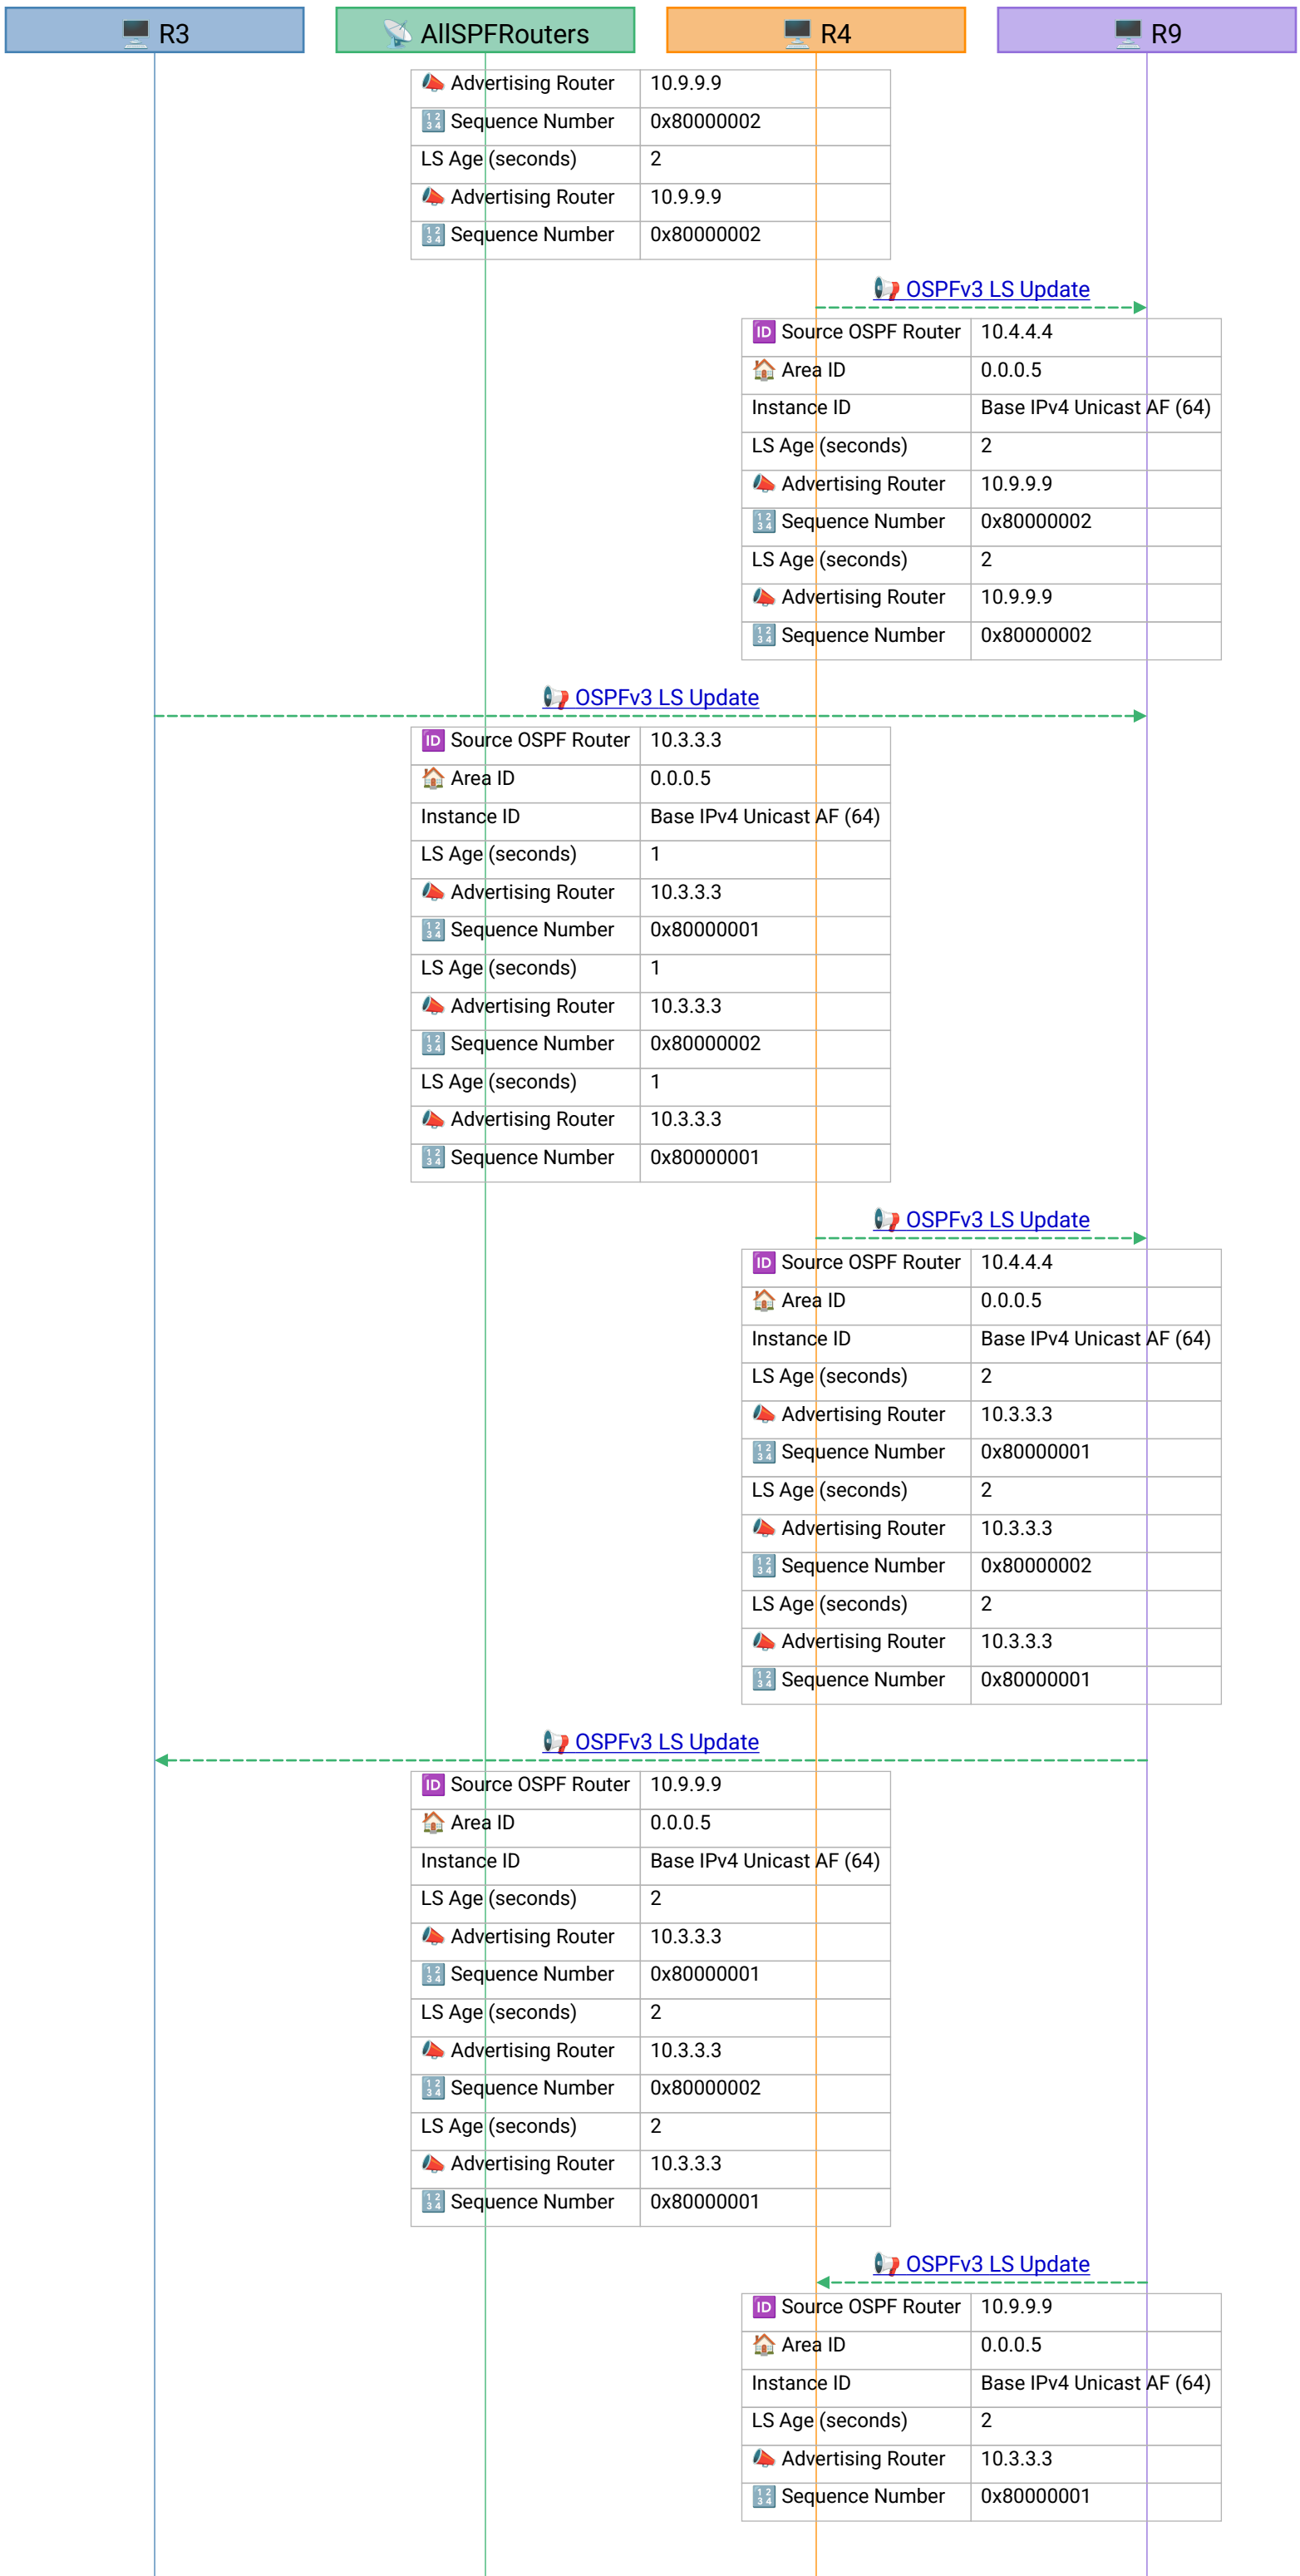 R3 AllSPFRouters R4 R9
Advertising Router 10.9.9.9
Sequence Number 0x80000002
LS Age (seconds) 2
Advertising Router 10.9.9.9
Sequence Number 0x80000002
OSPFv3 LS Update
Source OSPF Router 10.4.4.4
Area ID 0.0.0.5
Instance ID Base IPv4 Unicast AF (64)
LS Age (seconds) 2
Advertising Router 10.9.9.9
Sequence Number 0x80000002
LS Age (seconds) 2
Advertising Router 10.9.9.9
Sequence Number 0x80000002
OSPFv3 LS Update
Source OSPF Router 10.3.3.3
Area ID 0.0.0.5
Instance ID Base IPv4 Unicast AF (64)
LS Age (seconds) 1
Advertising Router 10.3.3.3
Sequence Number 0x80000001
LS Age (seconds) 1
Advertising Router 10.3.3.3
Sequence Number 0x80000002
LS Age (seconds) 1
Advertising Router 10.3.3.3
Sequence Number 0x80000001
OSPFv3 LS Update
Source OSPF Router 10.4.4.4
Area ID 0.0.0.5
Instance ID Base IPv4 Unicast AF (64)
LS Age (seconds) 2
Advertising Router 10.3.3.3
Sequence Number 0x80000001
LS Age (seconds) 2
Advertising Router 10.3.3.3
Sequence Number 0x80000002
LS Age (seconds) 2
Advertising Router 10.3.3.3
Sequence Number 0x80000001
OSPFv3 LS Update
Source OSPF Router 10.9.9.9
Area ID 0.0.0.5
Instance ID Base IPv4 Unicast AF (64)
LS Age (seconds) 2
Advertising Router 10.3.3.3
Sequence Number 0x80000001
LS Age (seconds) 2
Advertising Router 10.3.3.3
Sequence Number 0x80000002
LS Age (seconds) 2
Advertising Router 10.3.3.3
Sequence Number 0x80000001
OSPFv3 LS Update
Source OSPF Router 10.9.9.9
Area ID 0.0.0.5
Instance ID Base IPv4 Unicast AF (64)
LS Age (seconds) 2
Advertising Router 10.3.3.3
Sequence Number 0x80000001